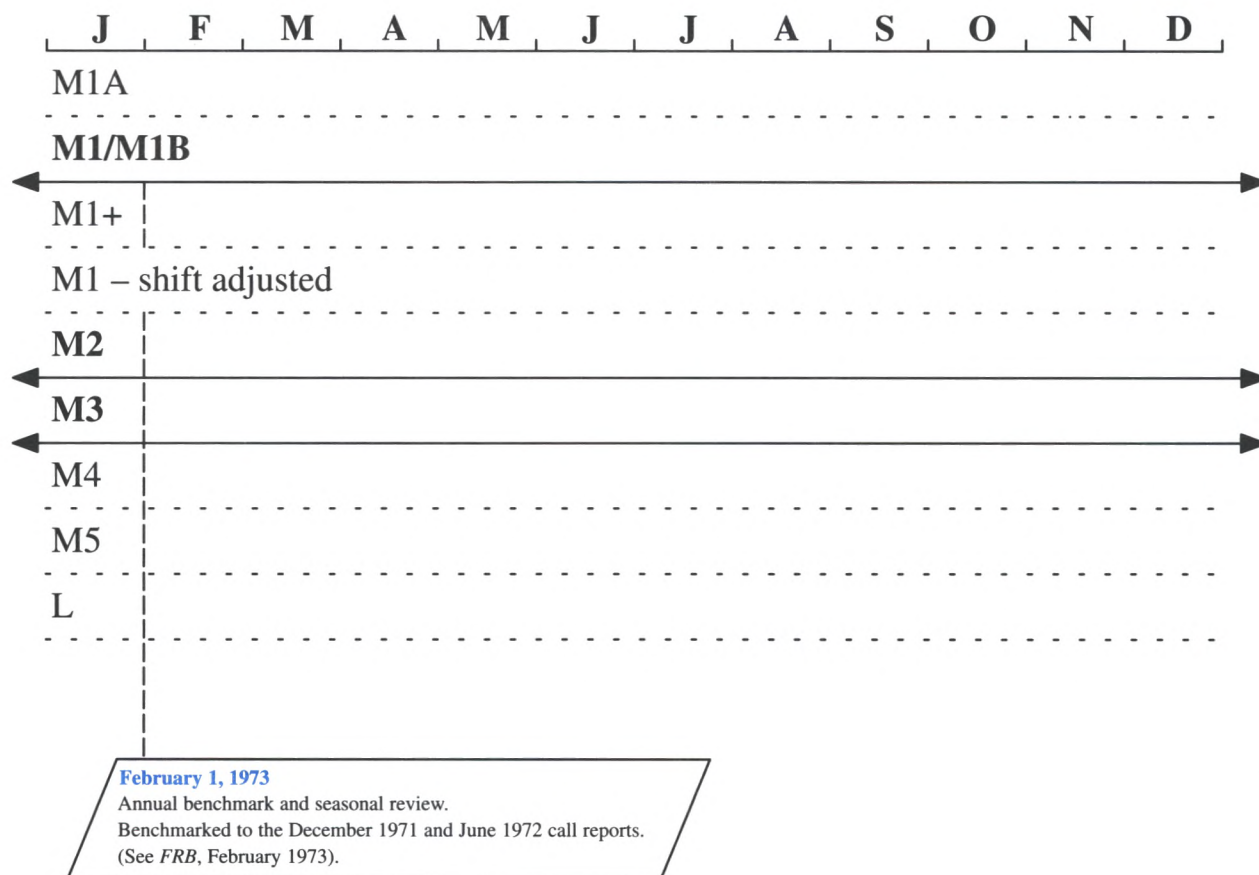 J F M A M J J A S O N D
M1A
M1/M1B
M1+
M1 – shift adjusted
M2
M3
M4
M5
L
February 1, 1973
Annual benchmark and seasonal review.
Benchmarked to the December 1971 and June 1972 call reports.
(See FRB, February 1973).